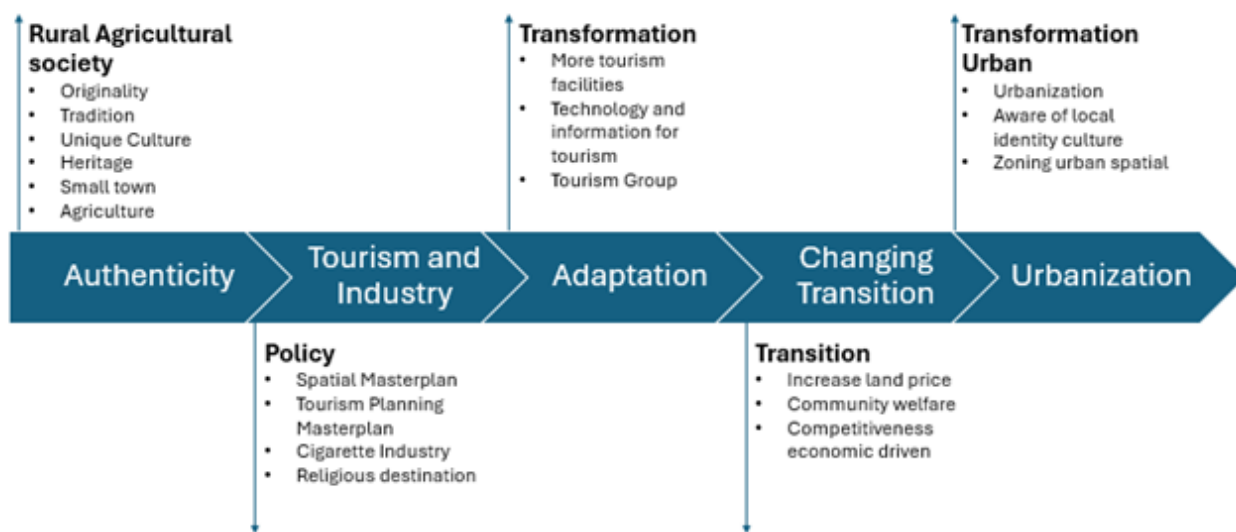 Rural Agricultural
society
• Originality
• Tradition
• Unique Culture
• Heritage
• Small town
• Agriculture
Transformation
• More tourism
facilities
• Technology and
information for
tourism
• Tourism Group
Transformation
Urban
• Urbanization
• Aware of local
identity culture
• Zoning urban spatial
Authenticity
Tourism and
Industry
Adaptation
Changing
Transition
Urbanization
Policy
• Spatial Masterplan
• Tourism Planning
Masterplan
• Cigarette Industry
• Religious destination
Transition
• Increase land price
• Community welfare
• Competitiveness
economic driven